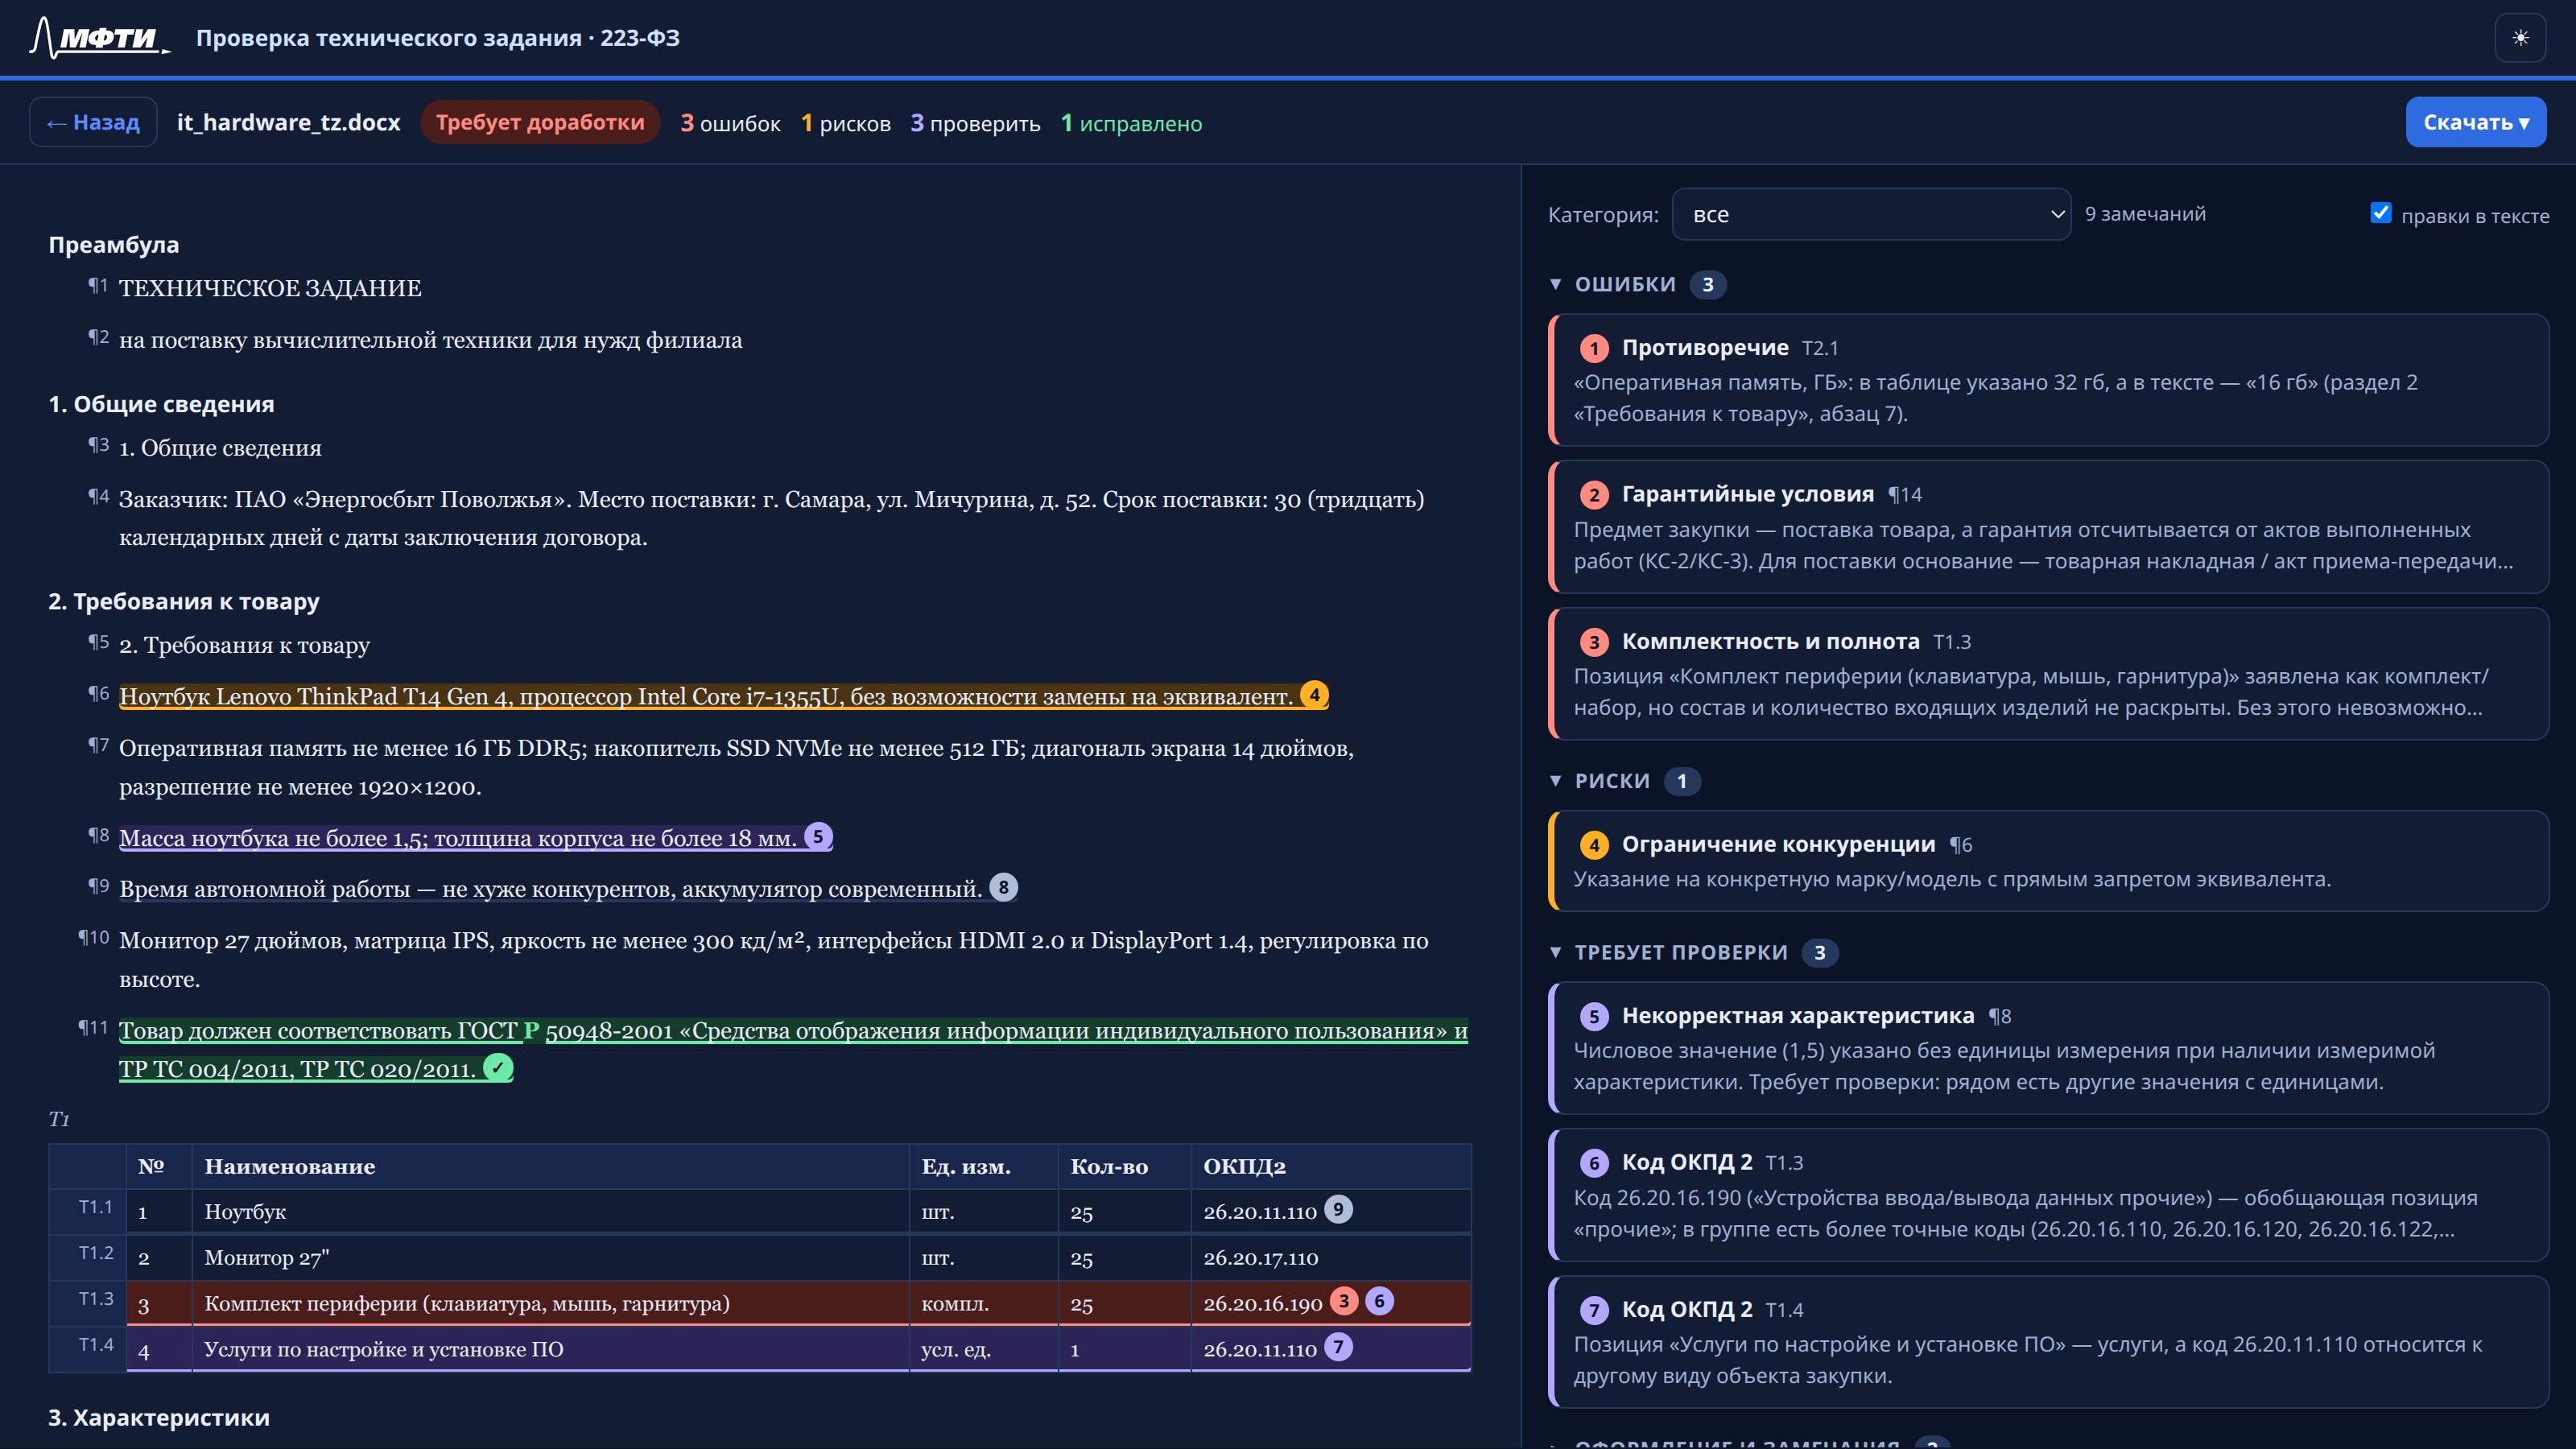 МФТИ
Проверка технического задания · 223-ФЗ
☀
← Назад
it_hardware_tz.docx
Требует доработки
3 ошибок
1 рисков
3 проверить
1 исправлено
Скачать ▾
Преамбула
¶1 ТЕХНИЧЕСКОЕ ЗАДАНИЕ
¶2 на поставку вычислительной техники для нужд филиала
1. Общие сведения
¶3 1. Общие сведения
¶4 Заказчик: ПАО «Энергосбыт Поволжья». Место поставки: г. Самара, ул. Мичурина, д. 52. Срок поставки: 30 (тридцать)
календарных дней с даты заключения договора.
2. Требования к товару
¶5 2. Требования к товару
¶6 Ноутбук Lenovo ThinkPad T14 Gen 4, процессор Intel Core i7-1355U, без возможности замены на эквивалент. 4
¶7 Оперативная память не менее 16 ГБ DDR5; накопитель SSD NVMe не менее 512 ГБ; диагональ экрана 14 дюймов,
разрешение не менее 1920×1200.
¶8 Масса ноутбука не более 1,5; толщина корпуса не более 18 мм. 5
¶9 Время автономной работы — не хуже конкурентов, аккумулятор современный. 8
¶10 Монитор 27 дюймов, матрица IPS, яркость не менее 300 кд/м², интерфейсы HDMI 2.0 и DisplayPort 1.4, регулировка по
высоте.
¶11 Товар должен соответствовать ГОСТ Р 50948-2001 «Средства отображения информации индивидуального пользования» и
ТР ТС 004/2011, ТР ТС 020/2011. ✓
T1
№ Наименование Ед. изм. Кол-во ОКПД2
T1.1 1 Ноутбук шт. 25 26.20.11.110 9
T1.2 2 Монитор 27" шт. 25 26.20.17.110
T1.3 3 Комплект периферии (клавиатура, мышь, гарнитура) компл. 25 26.20.16.190 3 6
T1.4 4 Услуги по настройке и установке ПО усл. ед. 1 26.20.11.110 7
3. Характеристики
Категория: все 9 замечаний ✓ правки в тексте
▼ ОШИБКИ 3
1 Противоречие T2.1
«Оперативная память, ГБ»: в таблице указано 32 гб, а в тексте — «16 гб» (раздел 2
«Требования к товару», абзац 7).
2 Гарантийные условия ¶14
Предмет закупки — поставка товара, а гарантия отсчитывается от актов выполненных
работ (КС-2/КС-3). Для поставки основание — товарная накладная / акт приема-передачи...
3 Комплектность и полнота T1.3
Позиция «Комплект периферии (клавиатура, мышь, гарнитура)» заявлена как комплект/
набор, но состав и количество входящих изделий не раскрыты. Без этого невозможно...
▼ РИСКИ 1
4 Ограничение конкуренции ¶6
Указание на конкретную марку/модель с прямым запретом эквивалента.
▼ ТРЕБУЕТ ПРОВЕРКИ 3
5 Некорректная характеристика ¶8
Числовое значение (1,5) указано без единицы измерения при наличии измеримой
характеристики. Требует проверки: рядом есть другие значения с единицами.
6 Код ОКПД 2 T1.3
Код 26.20.16.190 («Устройства ввода/вывода данных прочие») — обобщающая позиция
«прочие»; в группе есть более точные коды (26.20.16.110, 26.20.16.120, 26.20.16.122,...
7 Код ОКПД 2 T1.4
Позиция «Услуги по настройке и установке ПО» — услуги, а код 26.20.11.110 относится к
другому виду объекта закупки.
ОФОРМЛЕНИЕ И ЗАМЕЧАНИЯ 2